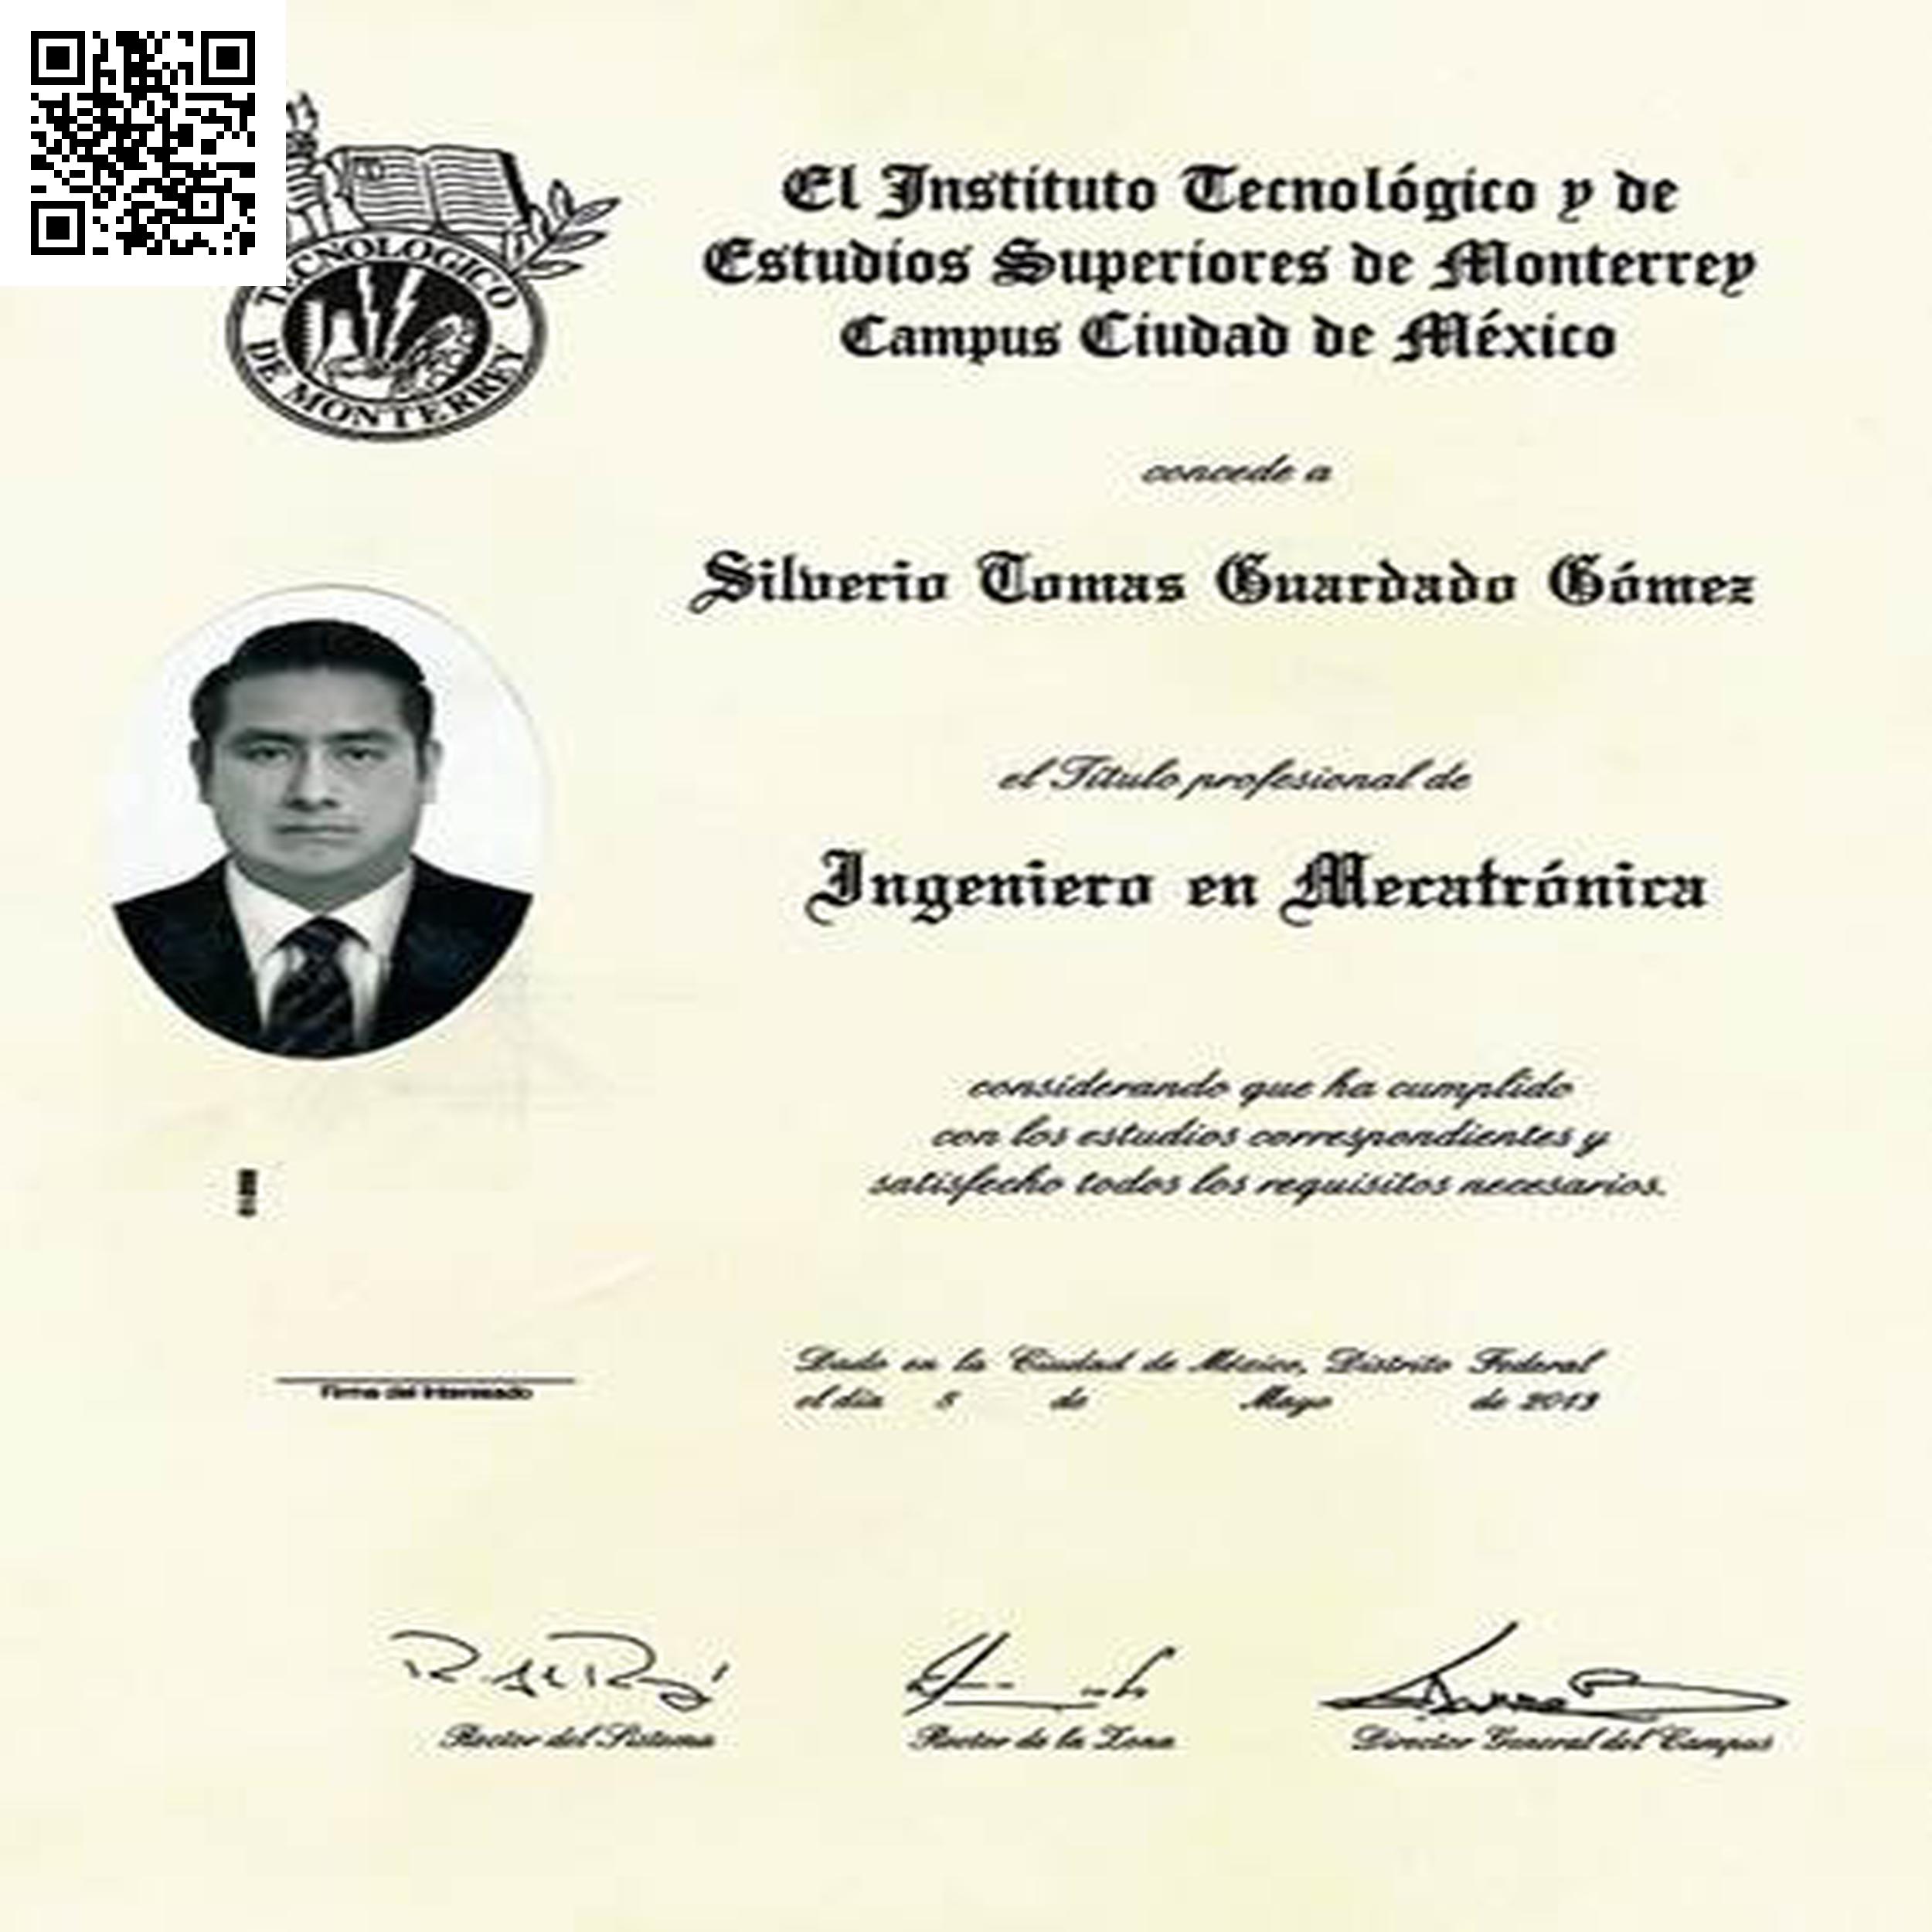 TECNOLOGICO
DE MONTERREY
El Instituto Tecnológico y de
Estudios Superiores de Monterrey
Campus Ciudad de México
concede a
Silverio Tomas Guardado Gómez
el Título profesional de
Ingeniero en Mecatrónica
considerando que ha cumplido
con los estudios correspondientes y
satisfecho todos los requisitos necesarios.
Firma del Interesado
Dado en la Ciudad de México, Distrito Federal
el día 5 de Mayo de 2013
Rector del Sistema
Rector de la Zona
Director General del Campus